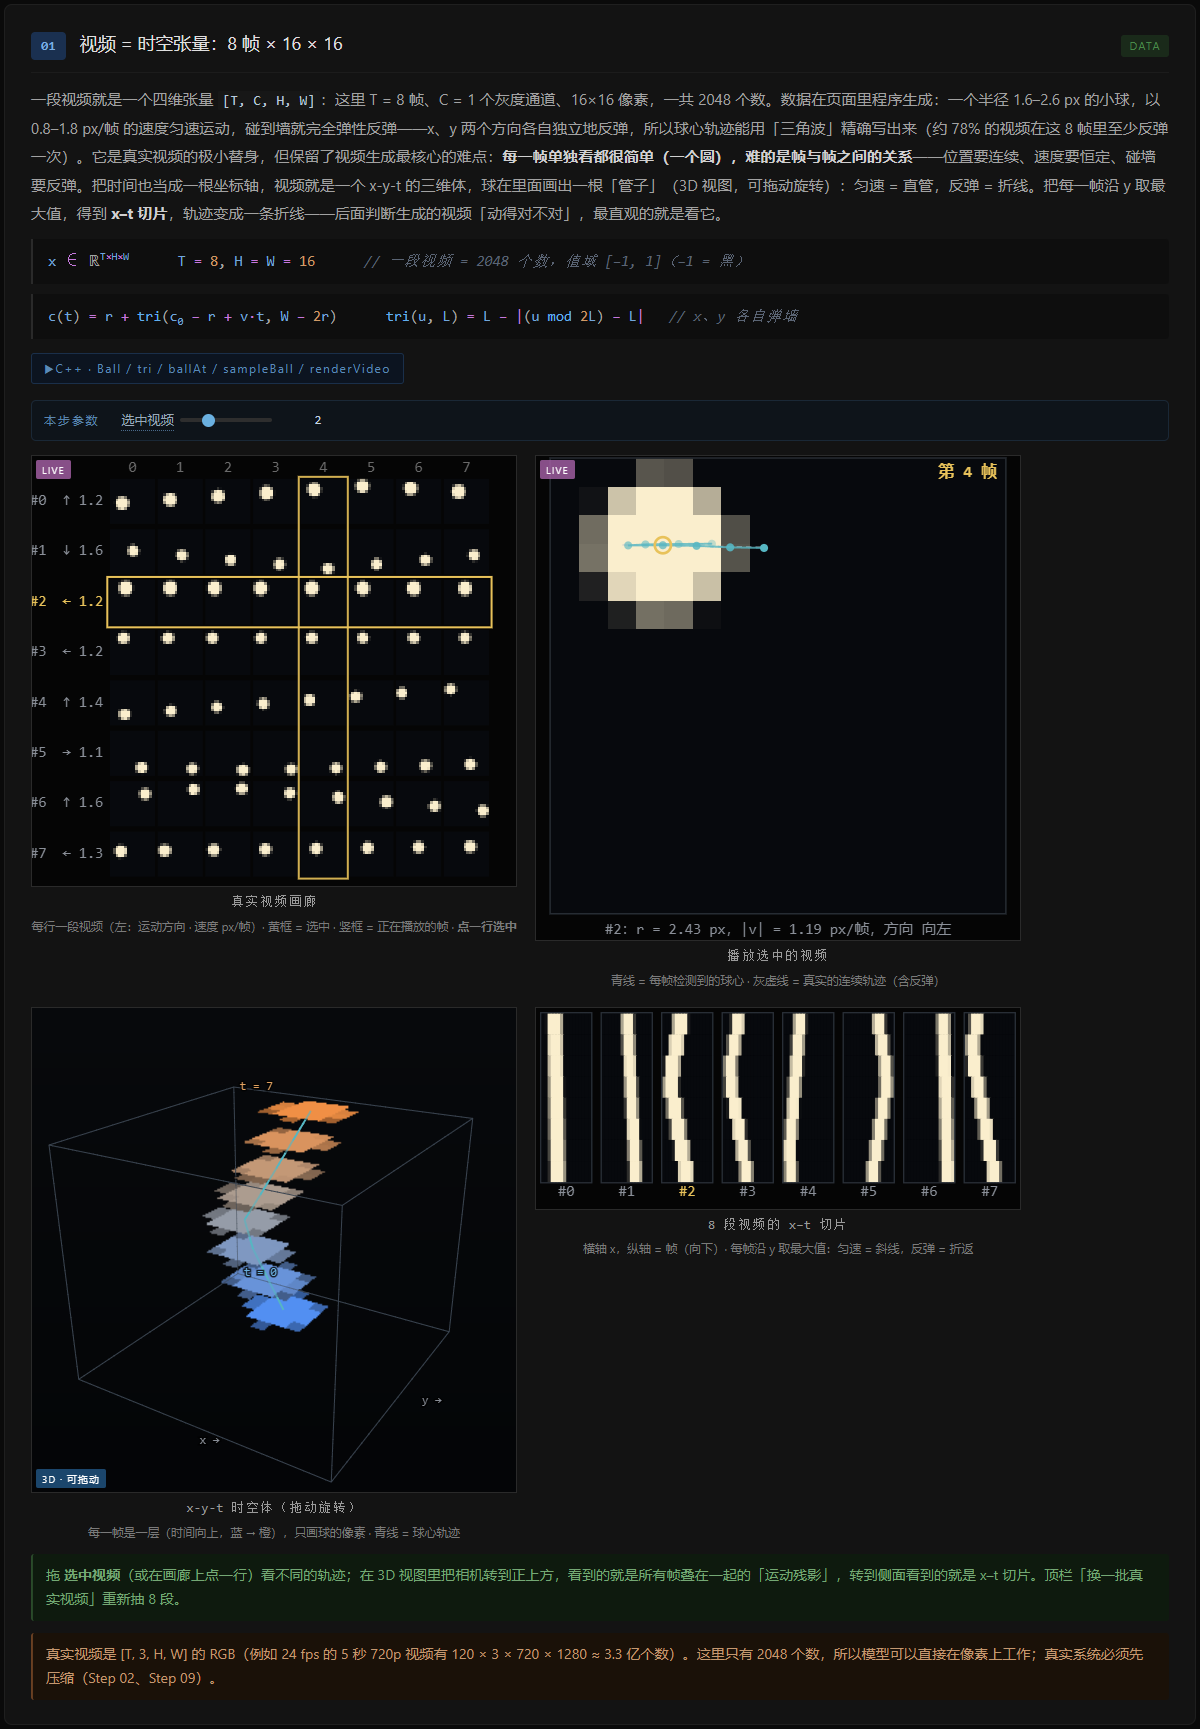 01 视频 = 时空张量：8 帧 × 16 × 16
DATA
一段视频就是一个四维张量 [T, C, H, W]：这里 T = 8 帧、C = 1 个灰度通道、16×16 像素，一共 2048 个数。数据在页面里程序生成：一个半径 1.6–2.6 px 的小球，以
0.8–1.8 px/帧 的速度匀速运动，碰到墙就完全弹性反弹——x、y 两个方向各自独立地反弹，所以球心轨迹能用「三角波」精确写出来（约 78% 的视频在这 8 帧里至少反弹
一次）。它是真实视频的极小替身，但保留了视频生成最核心的难点：每一帧单独看都很简单（一个圆），难的是帧与帧之间的关系——位置要连续、速度要恒定、碰墙
要反弹。把时间也当成一根坐标轴，视频就是一个 x-y-t 的三维体，球在里面画出一根「管子」（3D 视图，可拖动旋转）：匀速 = 直管，反弹 = 折线。把每一帧沿 y 取最
大值，得到 x–t 切片，轨迹变成一条折线——后面判断生成的视频「动得对不对」，最直观的就是看它。
x ∈ ℝᵀˣᴴˣᵂ T = 8, H = W = 16 // 一段视频 = 2048 个数，值域 [−1, 1]（−1 = 黑）
c(t) = r + tri(c₀ − r + v·t, W − 2r) tri(u, L) = L − |(u mod 2L) − L| // x、y 各自弹墙
▶C++ · Ball / tri / ballAt / sampleBall / renderVideo
本步参数 选中视频 2
LIVE
0 1 2 3 4 5 6 7
#0 ↑ 1.2
#1 ↓ 1.6
#2 ← 1.2
#3 ← 1.2
#4 ↑ 1.4
#5 → 1.1
#6 ↑ 1.6
#7 ← 1.3
真实视频画廊
每行一段视频（左：运动方向 · 速度 px/帧）· 黄框 = 选中 · 竖框 = 正在播放的帧 · 点一行选中
LIVE
第 4 帧
#2: r = 2.43 px, |v| = 1.19 px/帧, 方向 向左
播放选中的视频
青线 = 每帧检测到的球心 · 灰虚线 = 真实的连续轨迹（含反弹）
t = 7
t = 0
y →
x →
3D · 可拖动
x-y-t 时空体（拖动旋转）
每一帧是一层（时间向上，蓝 → 橙），只画球的像素 · 青线 = 球心轨迹
#0 #1 #2 #3 #4 #5 #6 #7
8 段视频的 x–t 切片
横轴 x，纵轴 = 帧（向下）· 每帧沿 y 取最大值：匀速 = 斜线，反弹 = 折返
拖 选中视频（或在画廊上点一行）看不同的轨迹；在 3D 视图里把相机转到正上方，看到的就是所有帧叠在一起的「运动残影」，转到侧面看到的就是 x–t 切片。顶栏「换一批真
实视频」重新抽 8 段。
真实视频是 [T, 3, H, W] 的 RGB（例如 24 fps 的 5 秒 720p 视频有 120 × 3 × 720 × 1280 ≈ 3.3 亿个数）。这里只有 2048 个数，所以模型可以直接在像素上工作；真实系统必须先
压缩（Step 02、Step 09）。